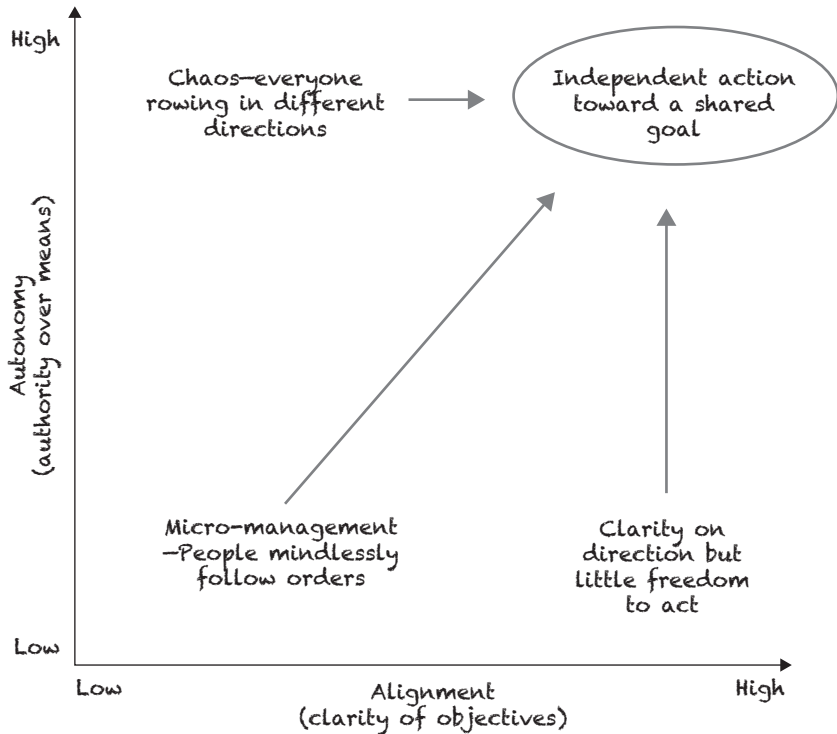 High
Chaos—everyone
rowing in different
directions
Independent action
toward a shared
goal
Autonomy
(authority over means)
Micro-management
—People mindlessly
follow orders
Clarity on
direction but
little freedom
to act
Low
Low
Alignment
(clarity of objectives)
High